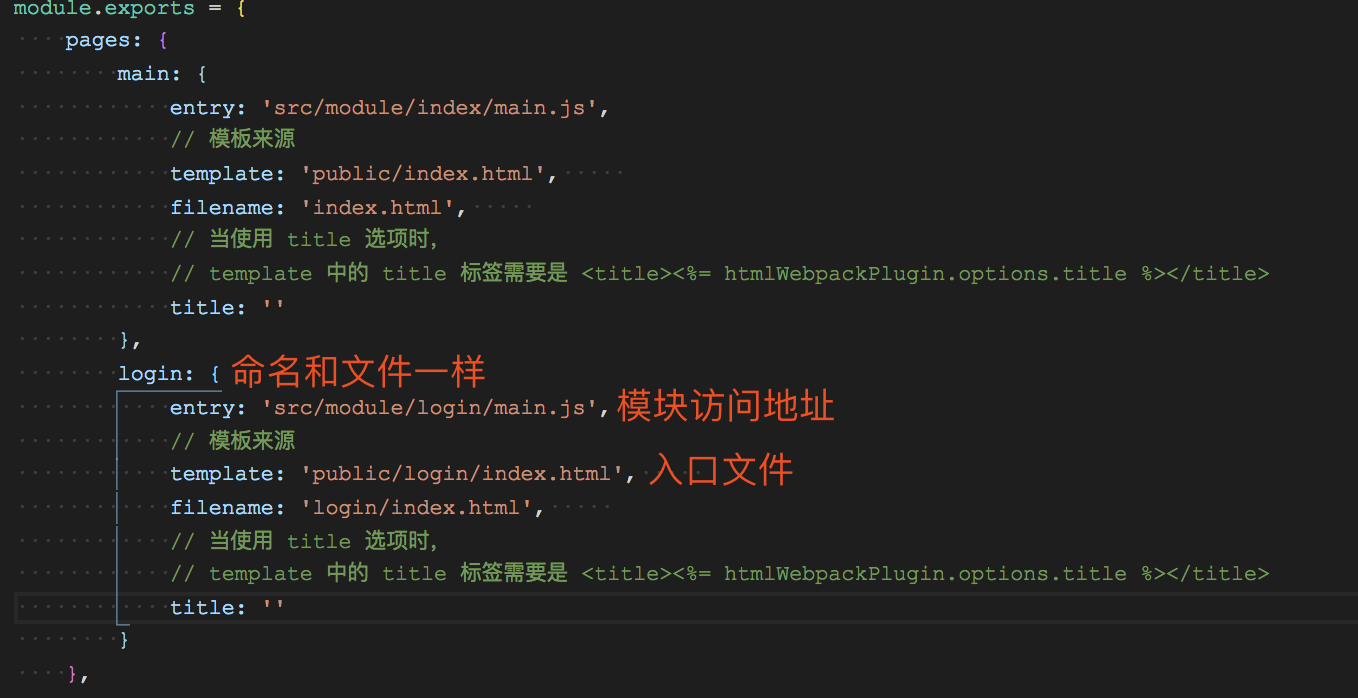 module.exports = {
pages: {
main: {
entry: 'src/module/index/main.js',
// 模板来源
template: 'public/index.html',
filename: 'index.html',
// 当使用 title 选项时，
// template 中的 title 标签需要是 <title><%= htmlWebpackPlugin.options.title %></title>
title: ''
},
login: { 命名和文件一样
entry: 'src/module/login/main.js', 模块访问地址
// 模板来源
template: 'public/login/index.html', 入口文件
filename: 'login/index.html',
// 当使用 title 选项时，
// template 中的 title 标签需要是 <title><%= htmlWebpackPlugin.options.title %></title>
title: ''
}
},